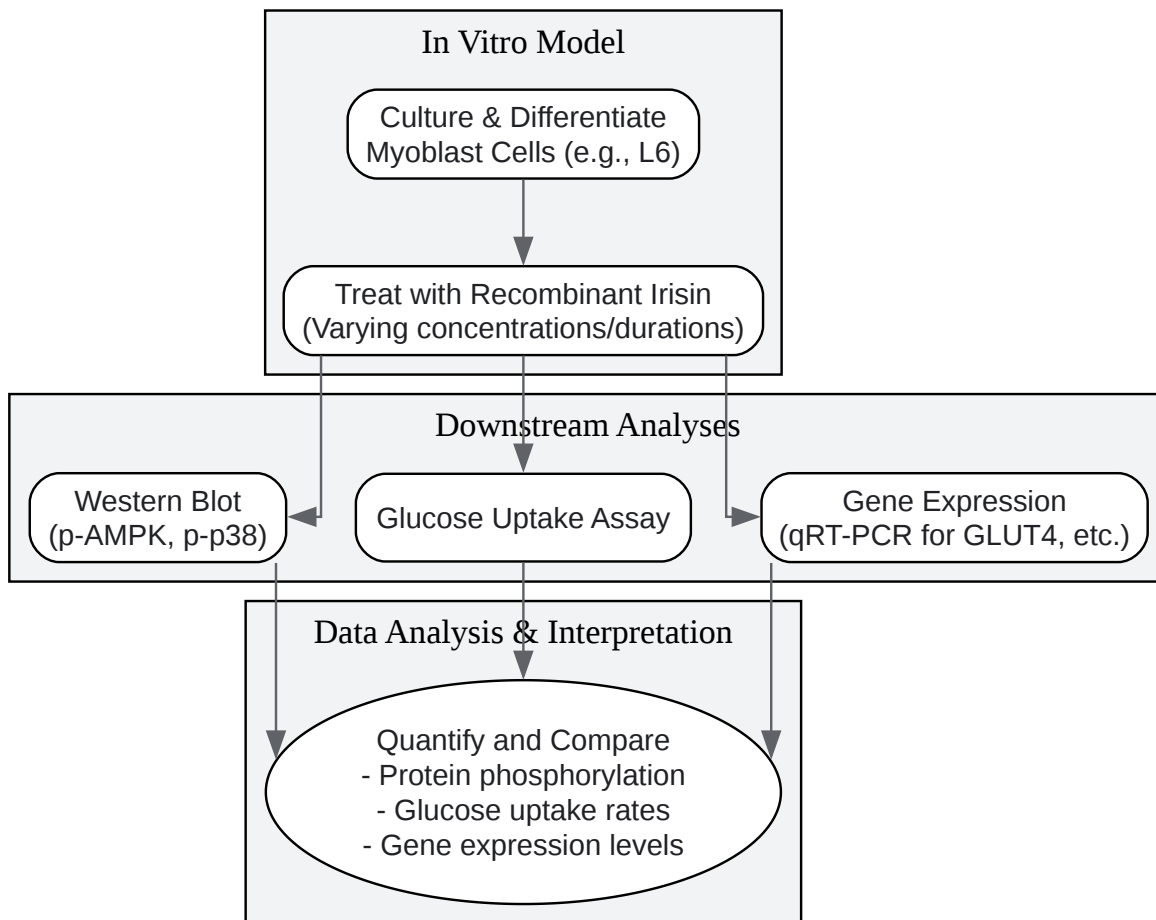 In Vitro Model
Culture & Differentiate
Myoblast Cells (e.g., L6)
Treat with Recombinant Irisin
(Varying concentrations/durations)
Downstream Analyses
Western Blot
(p-AMPK, p-p38)
Glucose Uptake Assay
Gene Expression
(qRT-PCR for GLUT4, etc.)
Data Analysis & Interpretation
Quantify and Compare
- Protein phosphorylation
- Glucose uptake rates
- Gene expression levels